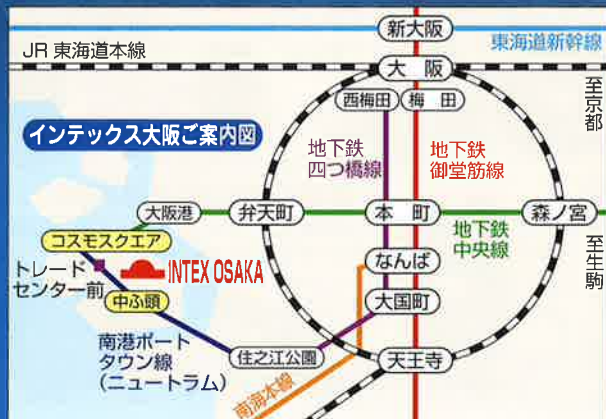 新大阪
東海道新幹線
JR 東海道本線
大阪
西梅田
梅田
至京都
インテックス大阪ご案内図
地下鉄
四つ橋線
地下鉄
御堂筋線
大阪港
弁天町
本町
森ノ宮
地下鉄
中央線
コスモスクエア
至生駒
トレード
センター前
INTEX OSAKA
なんば
中ふ頭
大国町
南港ポート
タウン線
（ニュートラム）
住之江公園
天王寺
南海本線